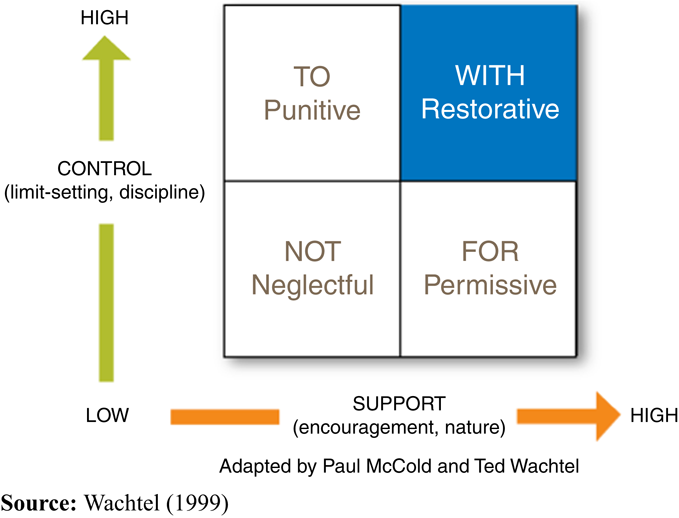 HIGH
TO
Punitive
WITH
Restorative
CONTROL
(limit-setting, discipline)
NOT
Neglectful
FOR
Permissive
LOW
SUPPORT
(encouragement, nature)
HIGH
Adapted by Paul McCold and Ted Wachtel
Source: Wachtel (1999)